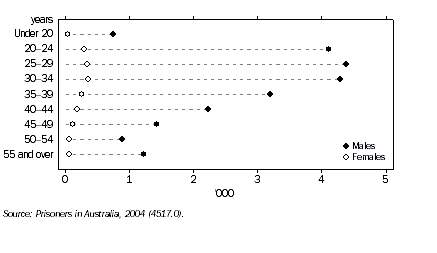 years
Under 20
20–24
25–29
30–34
35–39
40–44
45–49
50–54
55 and over
Males
Females
0 1 2 3 4 5
'000
Source: Prisoners in Australia, 2004 (4517.0).